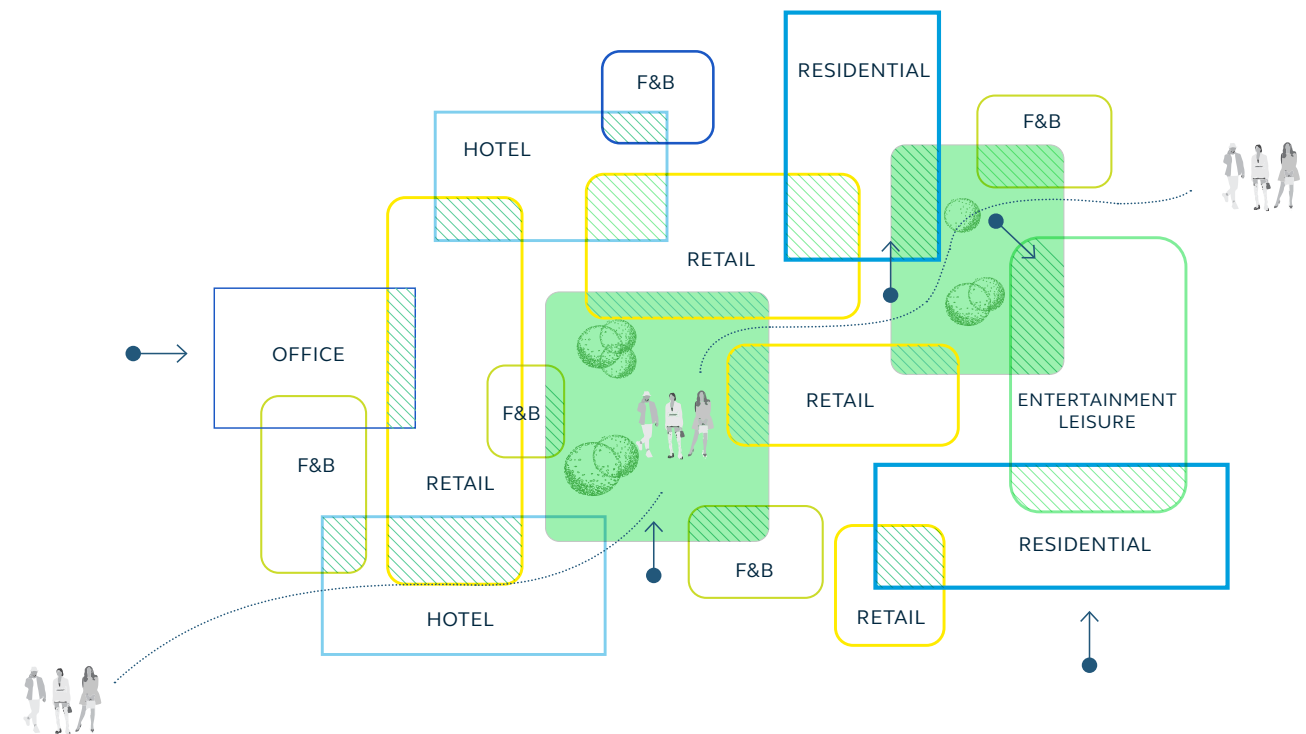 RESIDENTIAL
F&B
F&B
HOTEL
RETAIL
OFFICE
RETAIL
ENTERTAINMENT
LEISURE
F&B
F&B
RETAIL
RESIDENTIAL
F&B
RETAIL
HOTEL